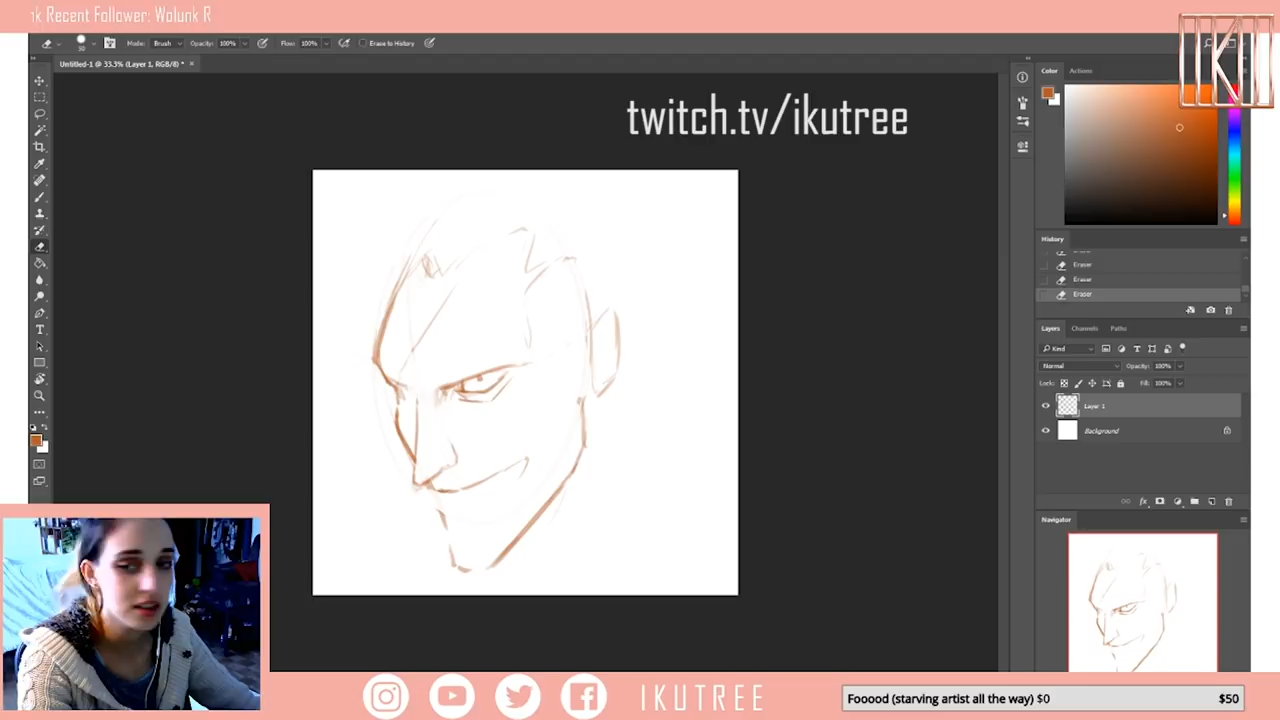 Recent Follower: Wolunk R
IKU
Mode: Brush Opacity: 100% Flow: 100% Erase to History
Untitled-1 @ 33.3% (Layer 1, RGB/8) *
twitch.tv/ikutree
Color Actions
History
Eraser
Eraser
Eraser
Layers Channels Paths
Kind
Normal Opacity: 100%
Lock: Fill: 100%
Layer 1
Background
Navigator
IKUTREE
Fooood (starving artist all the way) $0 $50